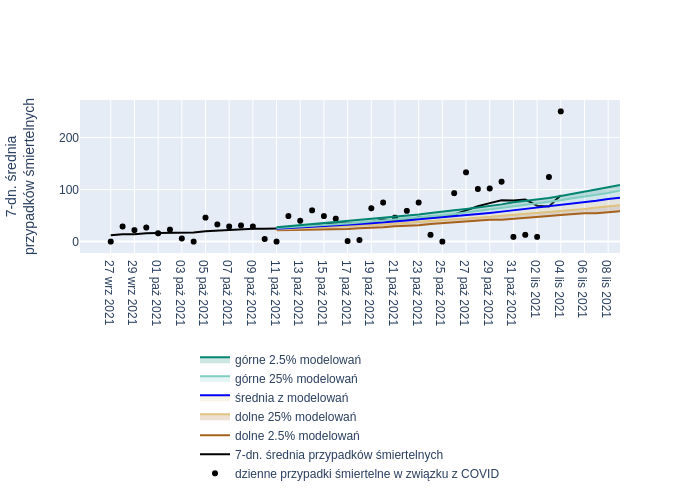 7-dn. średnia
przypadków śmiertelnych
200
100
0
27 wrz 2021
29 wrz 2021
01 paź 2021
03 paź 2021
05 paź 2021
07 paź 2021
09 paź 2021
11 paź 2021
13 paź 2021
15 paź 2021
17 paź 2021
19 paź 2021
21 paź 2021
23 paź 2021
25 paź 2021
27 paź 2021
29 paź 2021
31 paź 2021
02 lis 2021
04 lis 2021
06 lis 2021
08 lis 2021
górne 2.5% modelowań
górne 25% modelowań
średnia z modelowań
dolne 25% modelowań
dolne 2.5% modelowań
7-dn. średnia przypadków śmiertelnych
dzienne przypadki śmiertelne w związku z COVID